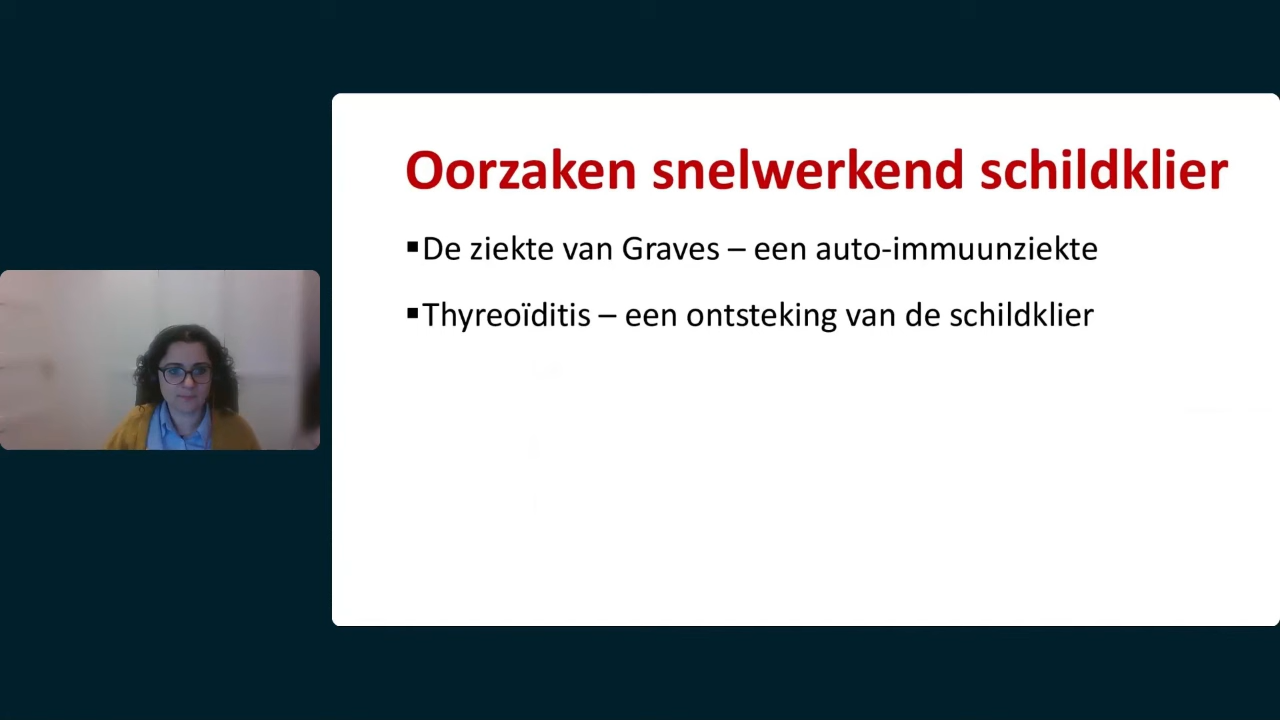 Oorzaken snelwerkend schildklier
▪De ziekte van Graves – een auto-immuunziekte
▪Thyreoïditis – een ontsteking van de schildklier